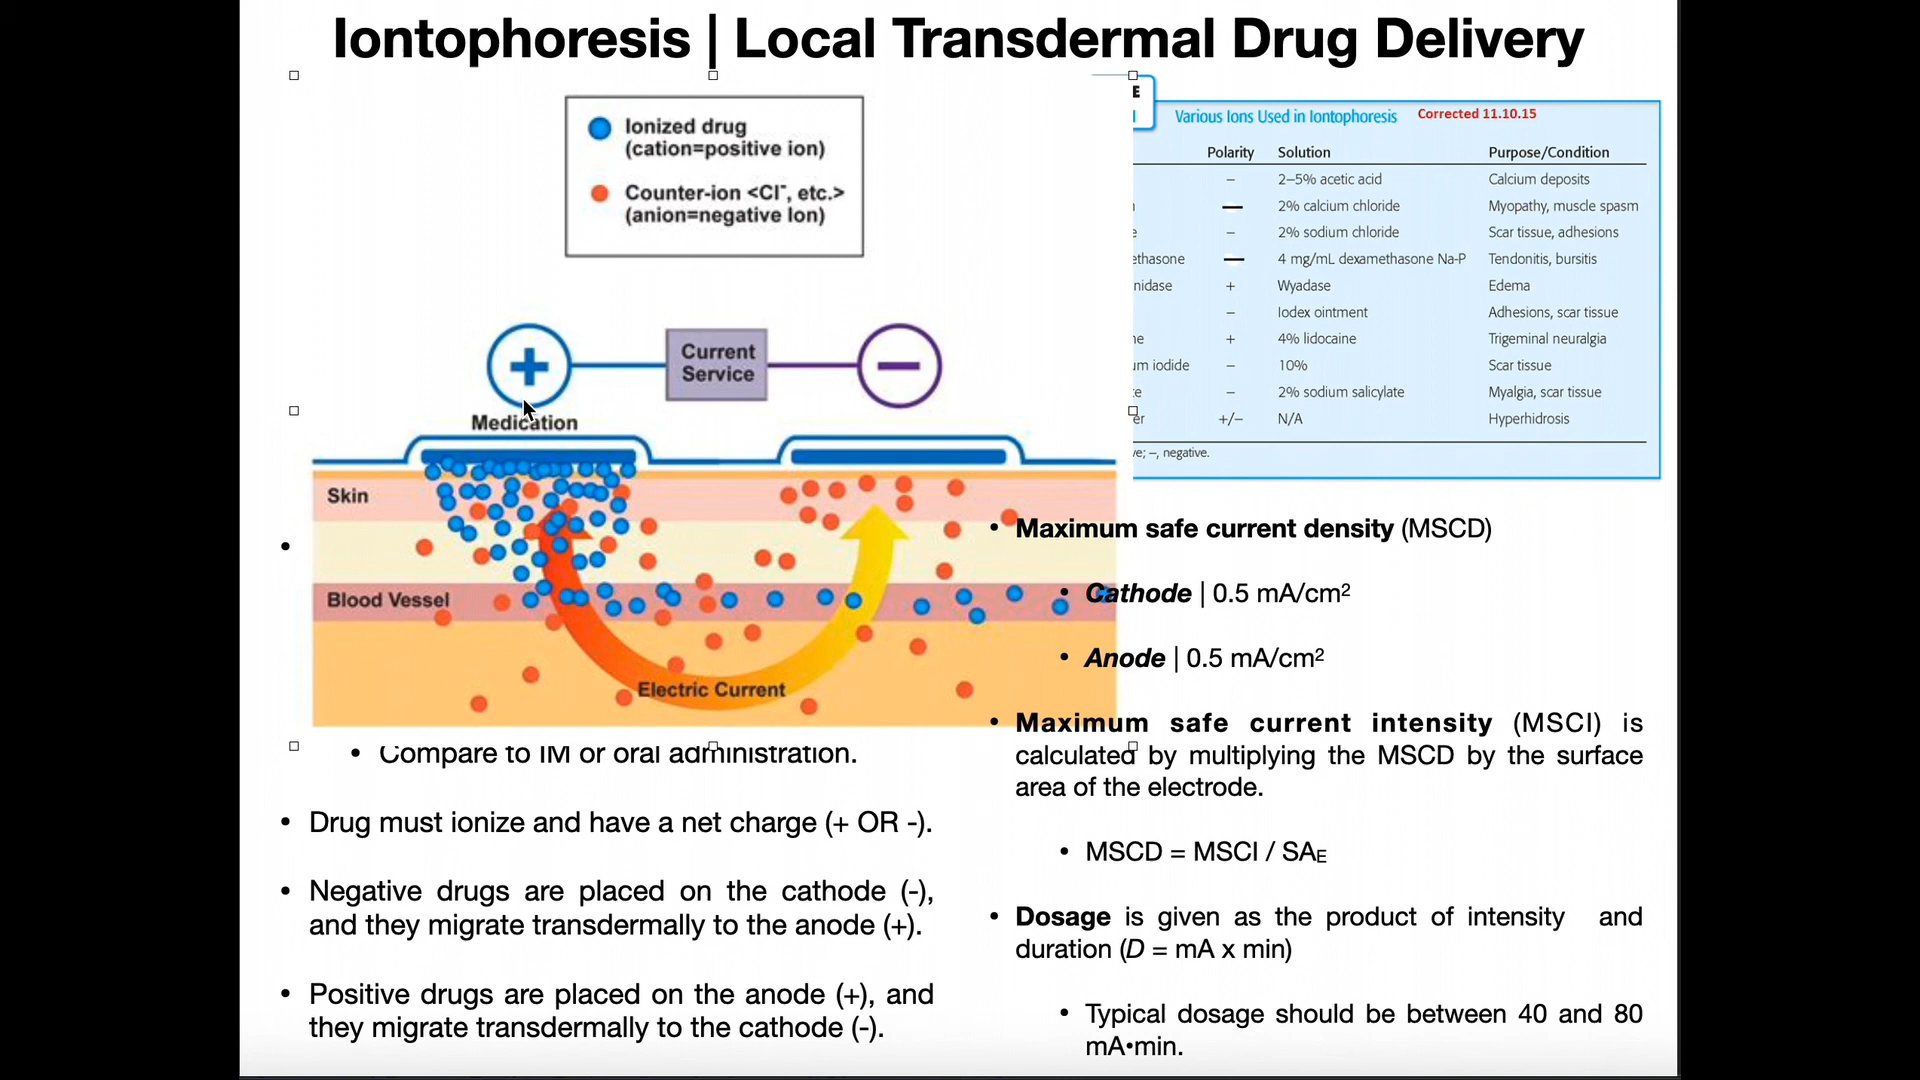 Iontophoresis | Local Transdermal Drug Delivery
Ionized drug
(cation=positive ion)
Counter-ion <Cl⁻, etc.>
(anion=negative Ion)
Current
Service
Medication
Skin
Blood Vessel
Electric Current
• 
• Compare to IM or oral administration.
• Drug must ionize and have a net charge (+ OR -).
• Negative drugs are placed on the cathode (-),
and they migrate transdermally to the anode (+).
• Positive drugs are placed on the anode (+), and
they migrate transdermally to the cathode (-).
E
Various Ions Used in Iontophoresis Corrected 11.10.15
Polarity Solution Purpose/Condition
– 2–5% acetic acid Calcium deposits
— 2% calcium chloride Myopathy, muscle spasm
e – 2% sodium chloride Scar tissue, adhesions
ethasone — 4 mg/mL dexamethasone Na-P Tendonitis, bursitis
nidase + Wyadase Edema
– Iodex ointment Adhesions, scar tissue
ne + 4% lidocaine Trigeminal neuralgia
um iodide – 10% Scar tissue
te – 2% sodium salicylate Myalgia, scar tissue
er +/– N/A Hyperhidrosis
ve; –, negative.
• Maximum safe current density (MSCD)
• Cathode | 0.5 mA/cm²
• Anode | 0.5 mA/cm²
• Maximum safe current intensity (MSCI) is
calculated by multiplying the MSCD by the surface
area of the electrode.
• MSCD = MSCI / SAE
• Dosage is given as the product of intensity and
duration (D = mA x min)
• Typical dosage should be between 40 and 80
mA•min.